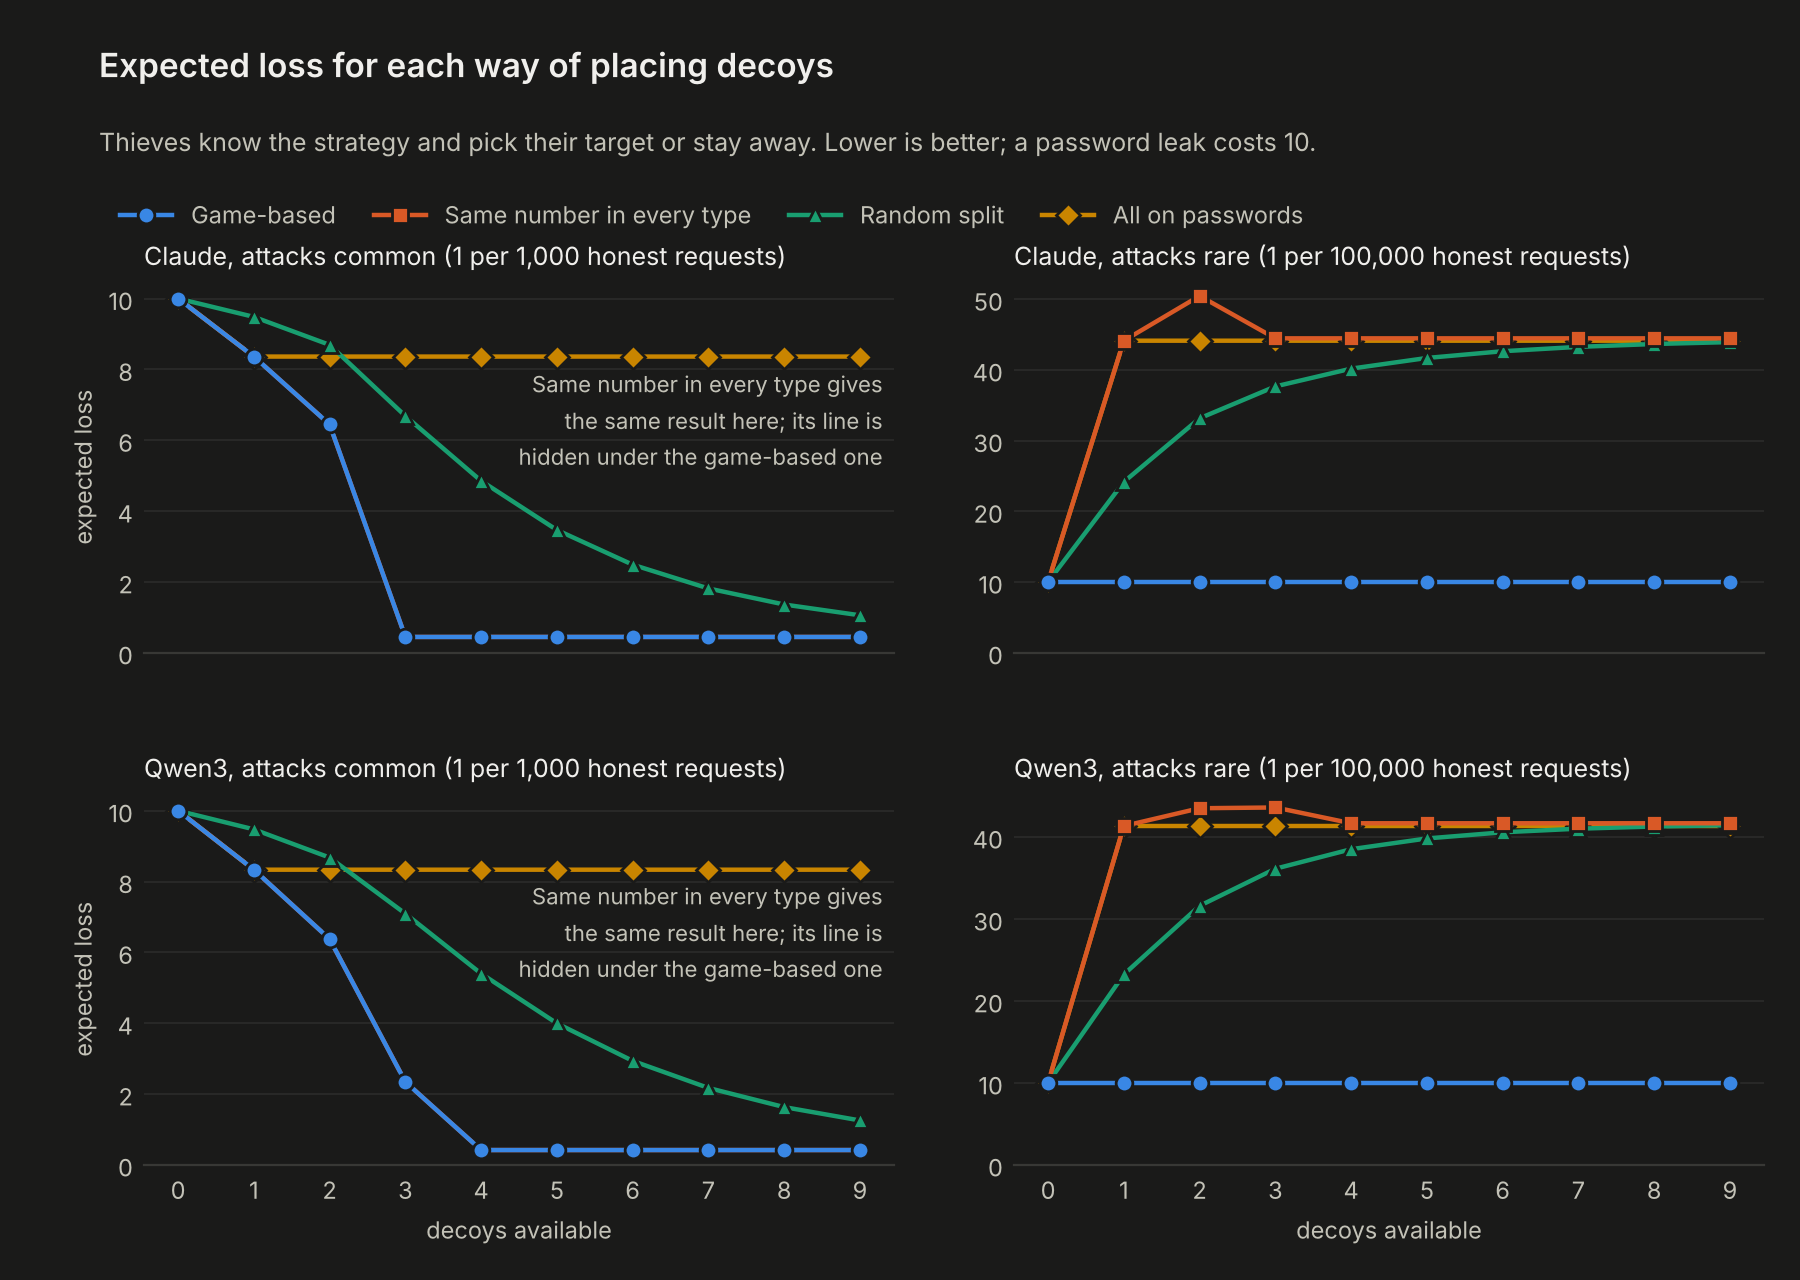 Expected loss for each way of placing decoys
Thieves know the strategy and pick their target or stay away. Lower is better; a password leak costs 10.
Game-based Same number in every type Random split All on passwords
Claude, attacks common (1 per 1,000 honest requests)
10
8
6
4
2
0
expected loss
Same number in every type gives
the same result here; its line is
hidden under the game-based one
Claude, attacks rare (1 per 100,000 honest requests)
50
40
30
20
10
0
Qwen3, attacks common (1 per 1,000 honest requests)
10
8
6
4
2
0
expected loss
Same number in every type gives
the same result here; its line is
hidden under the game-based one
0 1 2 3 4 5 6 7 8 9
decoys available
Qwen3, attacks rare (1 per 100,000 honest requests)
40
30
20
10
0
0 1 2 3 4 5 6 7 8 9
decoys available